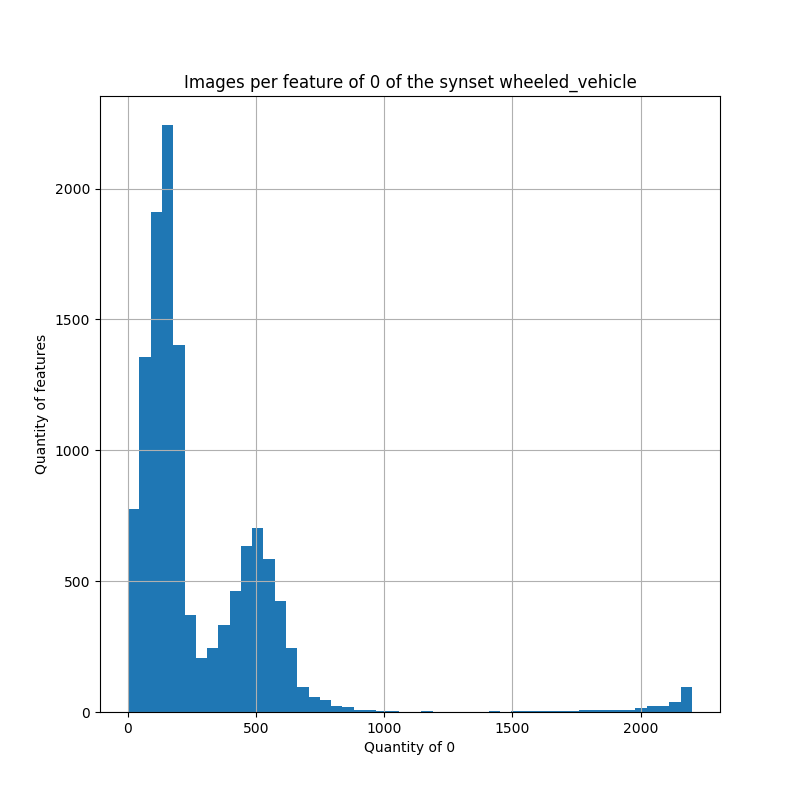 Images per feature of 0 of the synset wheeled_vehicle
Quantity of features
2000
1500
1000
500
0
0 500 1000 1500 2000
Quantity of 0